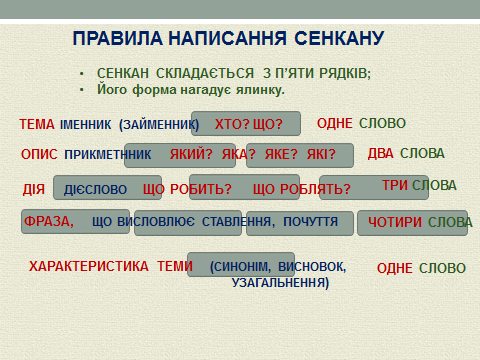 ПРАВИЛА НАПИСАННЯ СЕНКАНУ
• СЕНКАН СКЛАДАЄТЬСЯ З П'ЯТИ РЯДКІВ;
• Його форма нагадує ялинку.
ТЕМА ІМЕННИК (ЗАЙМЕННИК) ХТО? ЩО? ОДНЕ СЛОВО
ОПИС ПРИКМЕТННИК ЯКИЙ? ЯКА? ЯКЕ? ЯКІ? ДВА СЛОВА
ДІЯ ДІЄСЛОВО ЩО РОБИТЬ? ЩО РОБЛЯТЬ? ТРИ СЛОВА
ФРАЗА, ЩО ВИСЛОВЛЮЄ СТАВЛЕННЯ, ПОЧУТТЯ ЧОТИРИ СЛОВА
ХАРАКТЕРИСТИКА ТЕМИ (СИНОНІМ, ВИСНОВОК, ОДНЕ СЛОВО
УЗАГАЛЬНЕННЯ)